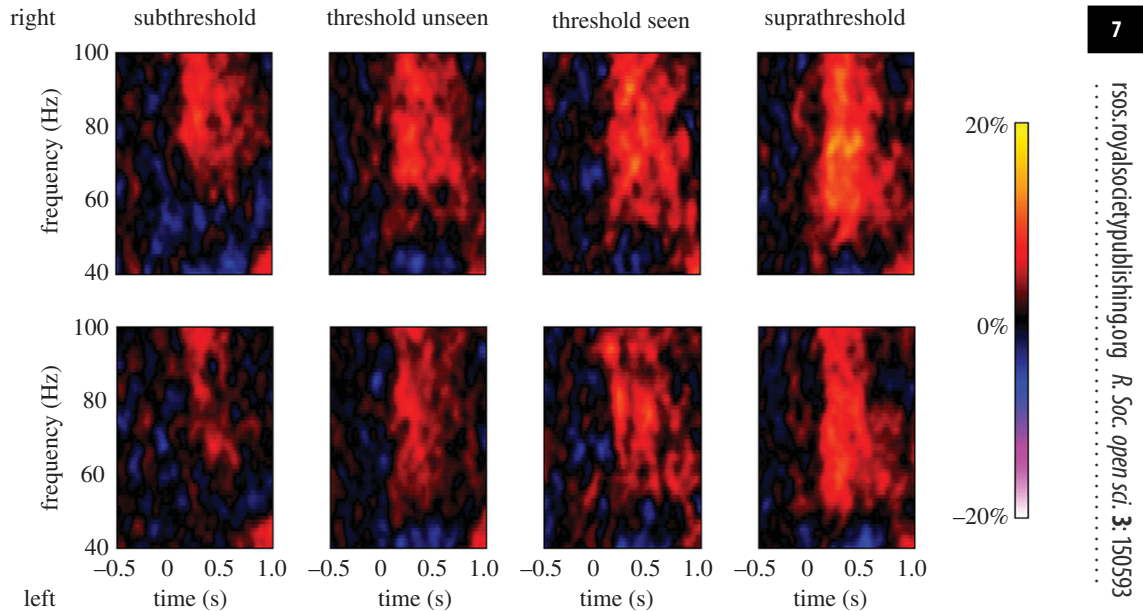 right subthreshold threshold unseen threshold seen suprathreshold
100
80
60
40
frequency (Hz)
100
80
60
40
frequency (Hz)
–0.5 0 0.5 1.0 –0.5 0 0.5 1.0 –0.5 0 0.5 1.0 –0.5 0 0.5 1.0
left time (s) time (s) time (s) time (s)
20%
0%
–20%
7
rsos.royalsocietypublishing.org R. Soc. open sci. 3: 150593